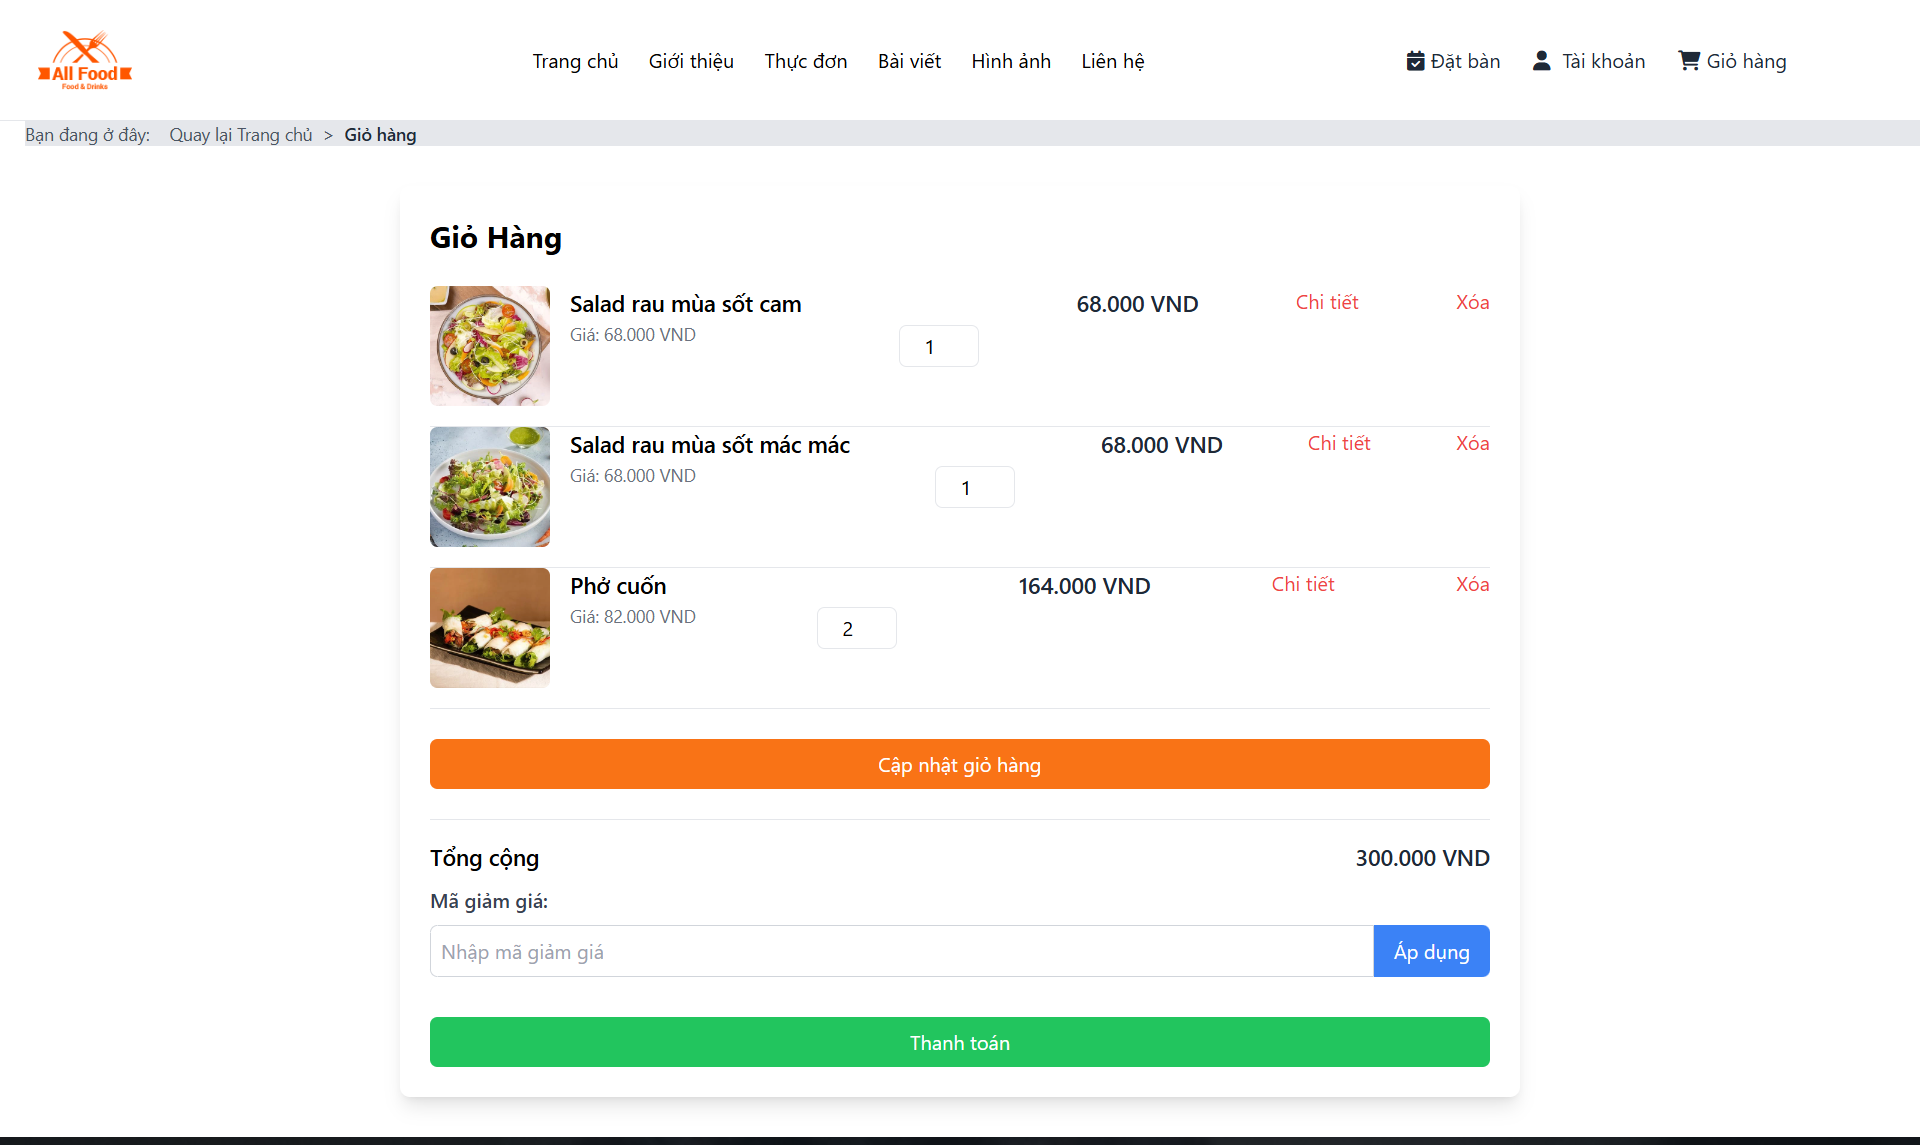 All Food
Food & Drinks
Trang chủ Giới thiệu Thực đơn Bài viết Hình ảnh Liên hệ
Đặt bàn Tài khoản Giỏ hàng
Bạn đang ở đây: Quay lại Trang chủ > Giỏ hàng
Giỏ Hàng
Salad rau mùa sốt cam 68.000 VND Chi tiết Xóa
Giá: 68.000 VND 1
Salad rau mùa sốt mác mác 68.000 VND Chi tiết Xóa
Giá: 68.000 VND 1
Phở cuốn 164.000 VND Chi tiết Xóa
Giá: 82.000 VND 2
Cập nhật giỏ hàng
Tổng cộng 300.000 VND
Mã giảm giá:
Nhập mã giảm giá Áp dụng
Thanh toán